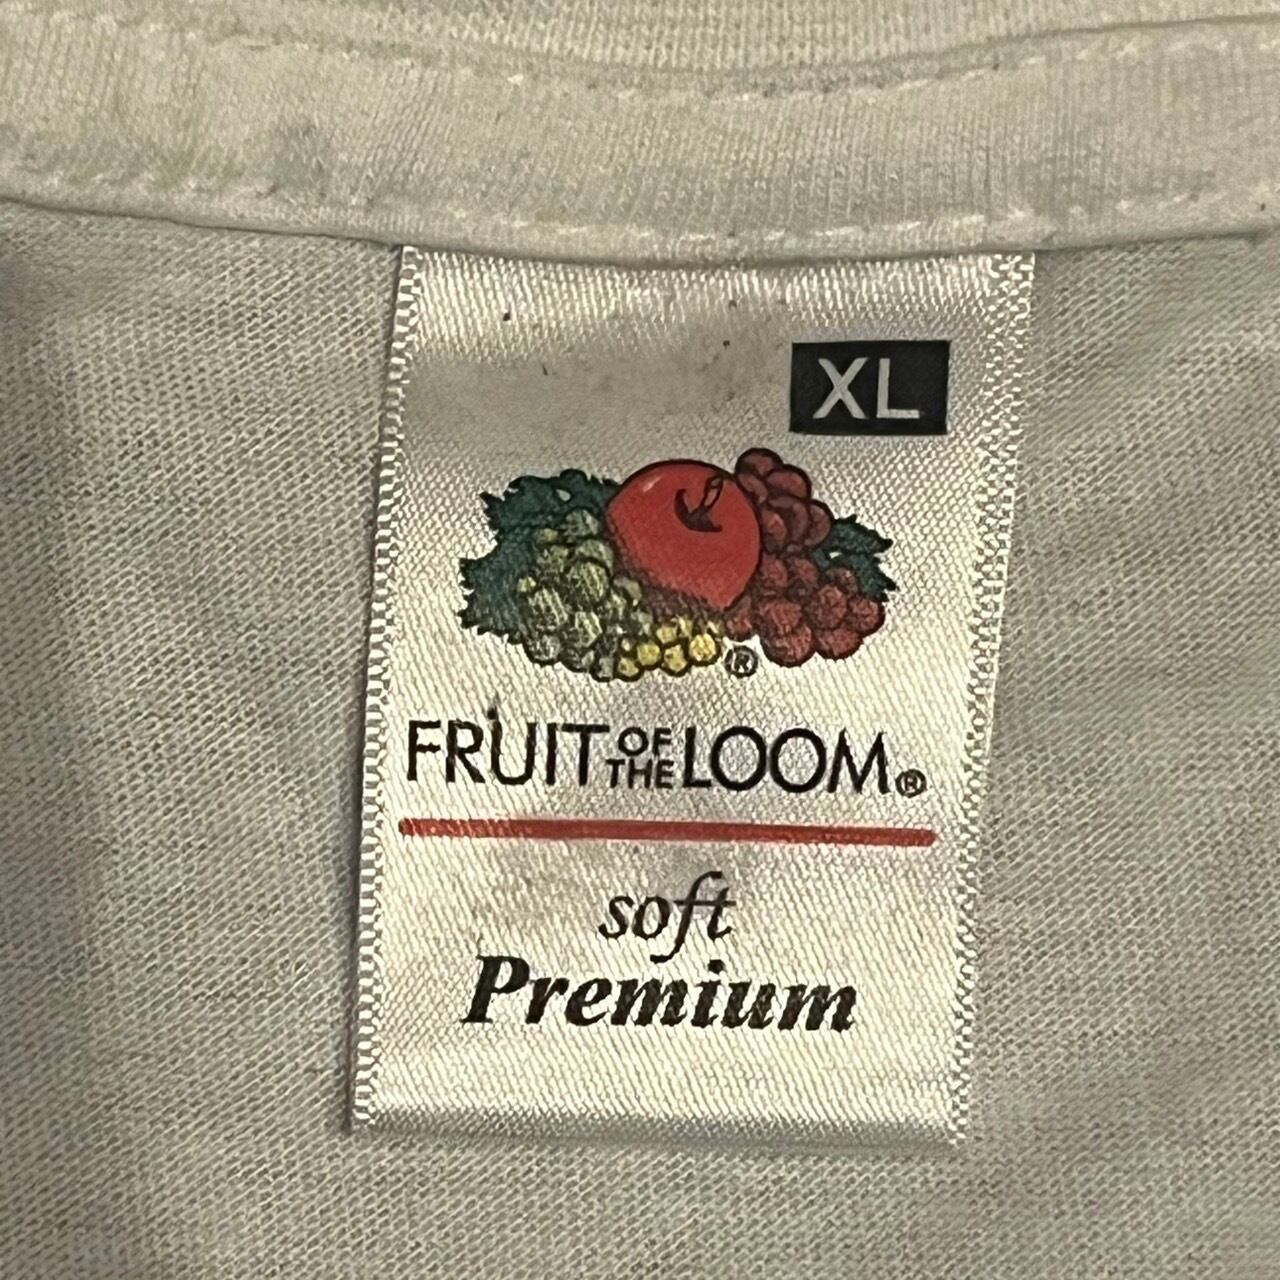 XL
®
FRUIT OF THE LOOM®
soft
Premium